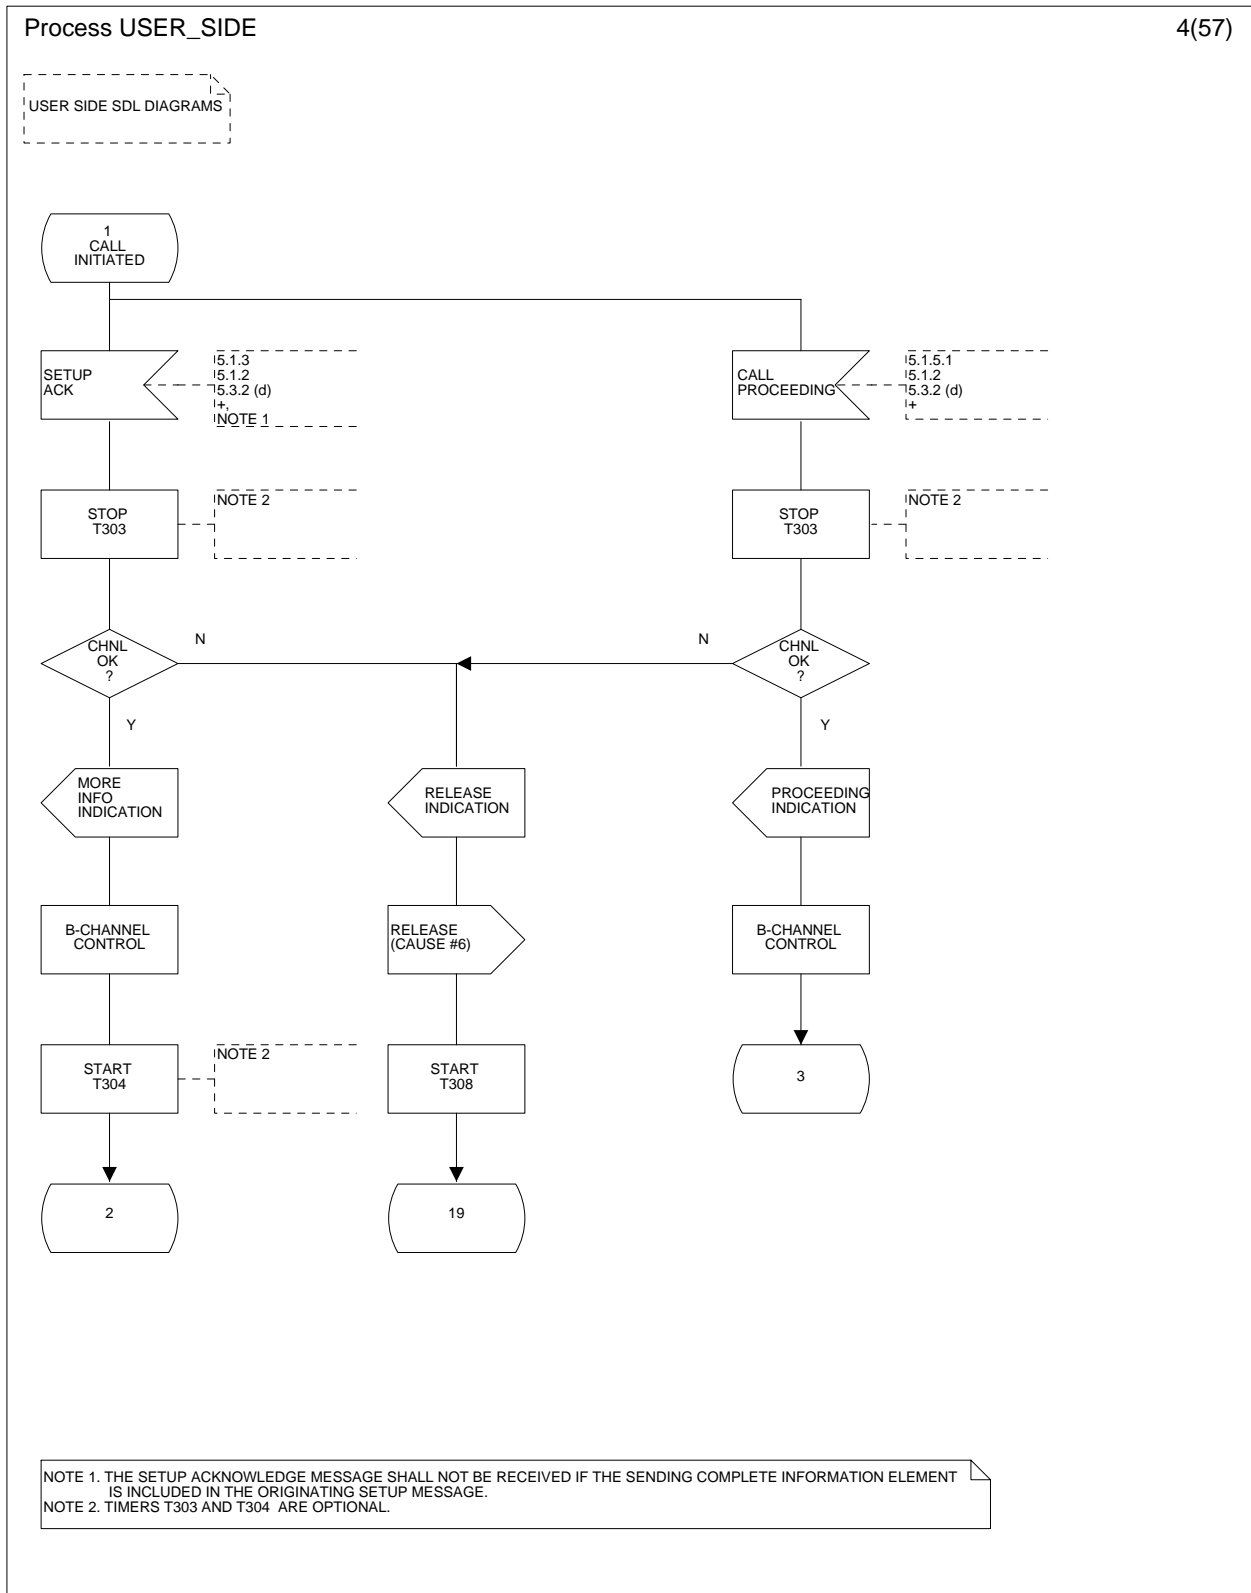 Process USER_SIDE
4(57)
USER SIDE SDL DIAGRAMS
1
CALL
INITIATED
SETUP
ACK
5.1.3
5.1.2
5.3.2 (d)
+,
NOTE 1
CALL
PROCEEDING
5.1.5.1
5.1.2
5.3.2 (d)
+
STOP
T303
NOTE 2
STOP
T303
NOTE 2
CHNL
OK
?
N
N
CHNL
OK
?
Y
Y
MORE
INFO
INDICATION
RELEASE
INDICATION
PROCEEDING
INDICATION
B-CHANNEL
CONTROL
RELEASE
(CAUSE #6)
B-CHANNEL
CONTROL
START
T304
NOTE 2
START
T308
3
2
19
NOTE 1. THE SETUP ACKNOWLEDGE MESSAGE SHALL NOT BE RECEIVED IF THE SENDING COMPLETE INFORMATION ELEMENT
IS INCLUDED IN THE ORIGINATING SETUP MESSAGE.
NOTE 2. TIMERS T303 AND T304 ARE OPTIONAL.